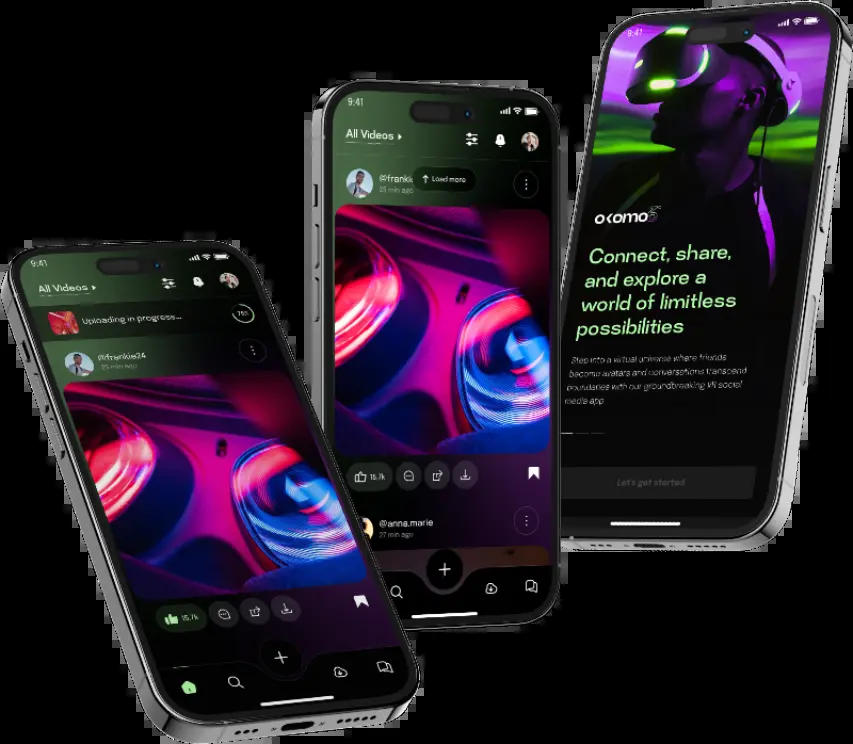 9:41
All Videos
Uploading in progress...
75%
@frankie24
25 min ago
15.7k
9:41
All Videos
@frankie
Load more
25 min ago
15.7k
@anna.marie
27 min ago
9:41
okomo
Connect, share,
and explore a
world of limitless
possibilities
Step into a virtual universe where friends
become avatars and conversations transcend
boundaries with our groundbreaking VR social
media app
Let's get started